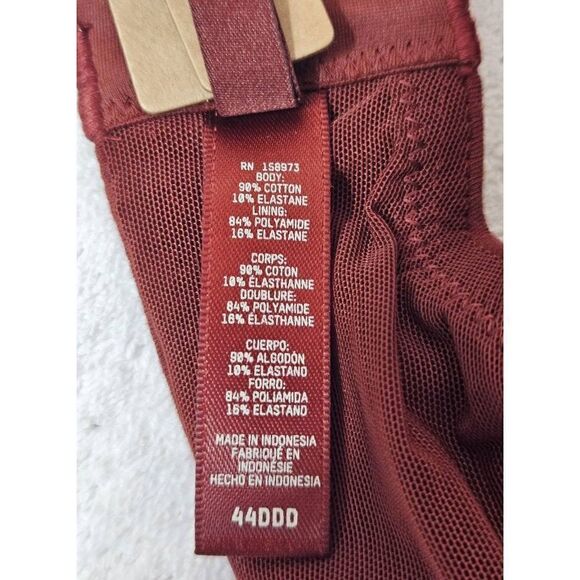 RN 158973
BODY:
90% COTTON
10% ELASTANE
LINING:
84% POLYAMIDE
16% ELASTANE
CORPS:
90% COTON
10% ÉLASTHANNE
DOUBLURE:
84% POLYAMIDE
16% ÉLASTHANNE
CUERPO:
90% ALGODÓN
10% ELASTANO
FORRO:
84% POLIAMIDA
16% ELASTANO
MADE IN INDONESIA
FABRIQUÉ EN
INDONÉSIE
HECHO EN INDONESIA
44DDD